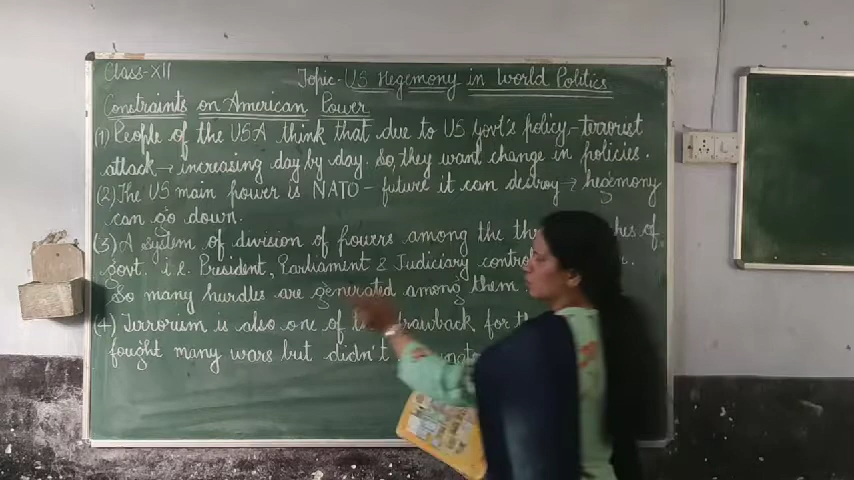 Class-XII
Topic-US Hegemony in World Politics
Constraints on American Power
(1) People of the USA think that due to US Govt's policy-terrorist
attack → increasing day by day. So, they want change in policies.
(2) The US main power is NATO - future it can destroy → hegemony
can go down.
(3) A system of division of powers among the
of
Govt. i.e. President, Parliament & Judiciary
So many hurdles are generated among them
(4) Terrorism is also one of drawback for
fought many wars but didn't